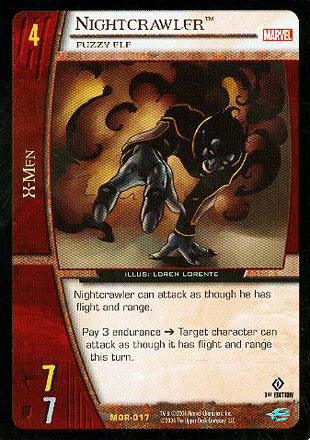 4
NIGHTCRAWLER™
FUZZY ELF
MARVEL
X-MEN
ILLUS: LOREN LORENTE
Nightcrawler can attack as though he has
flight and range.
Pay 3 endurance ➔ Target character can
attack as though it has flight and range
this turn.
7
7
MOR-017
1ST EDITION